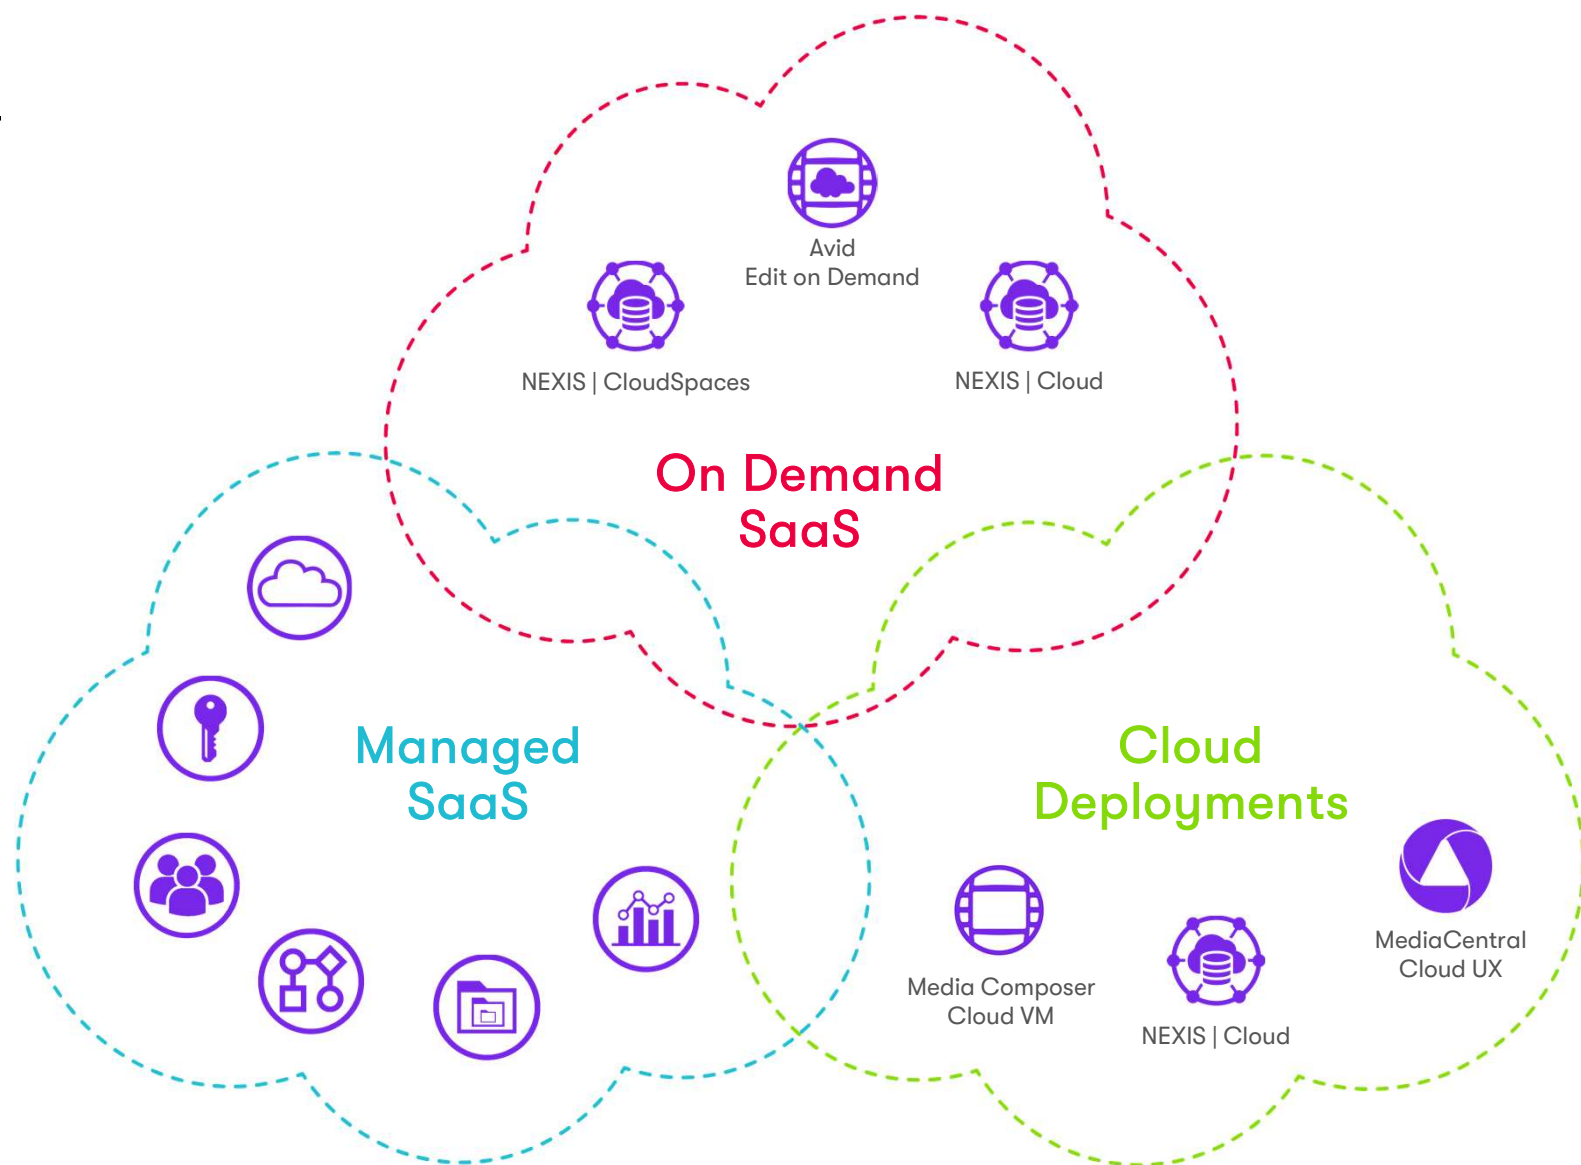 Avid
Edit on Demand
NEXIS | CloudSpaces
NEXIS | Cloud
On Demand
SaaS
Managed
SaaS
Cloud
Deployments
Media Composer
Cloud VM
NEXIS | Cloud
MediaCentral
Cloud UX